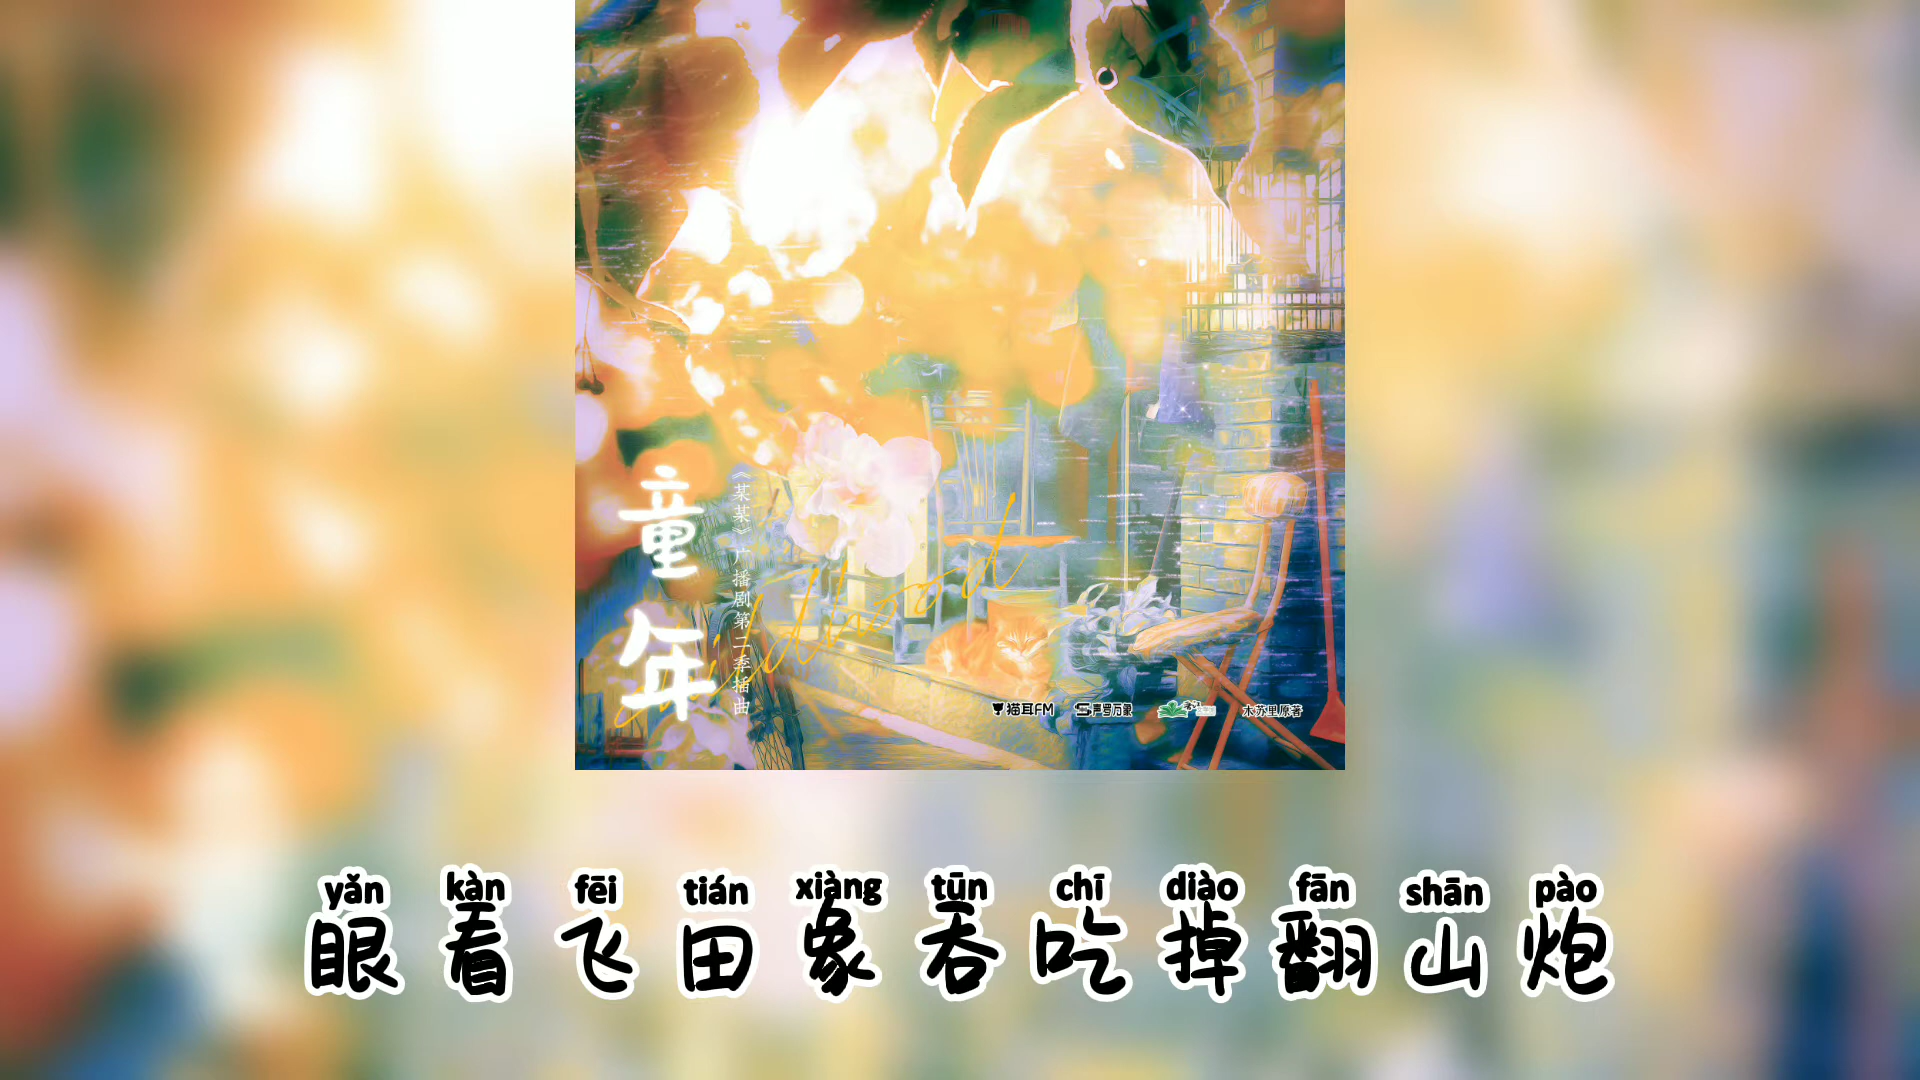 童年
《某某》广播剧第二季插曲
childhood
猫耳FM
声罗万象
木苏里原著
yǎn kàn fēi tián xiàng tūn chī diào fān shān pào
眼看飞田象吞吃掉翻山炮